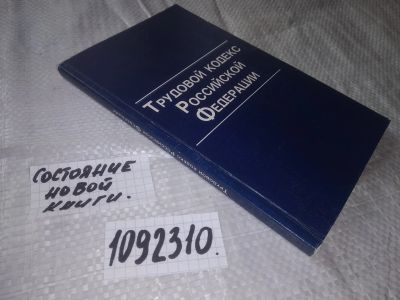 ТРУДОВОЙ КОДЕКС
РОССИЙСКОЙ
ФЕДЕРАЦИИ
СОСТОЯНИЕ
НОВОЙ
КНИГИ.
1092310.